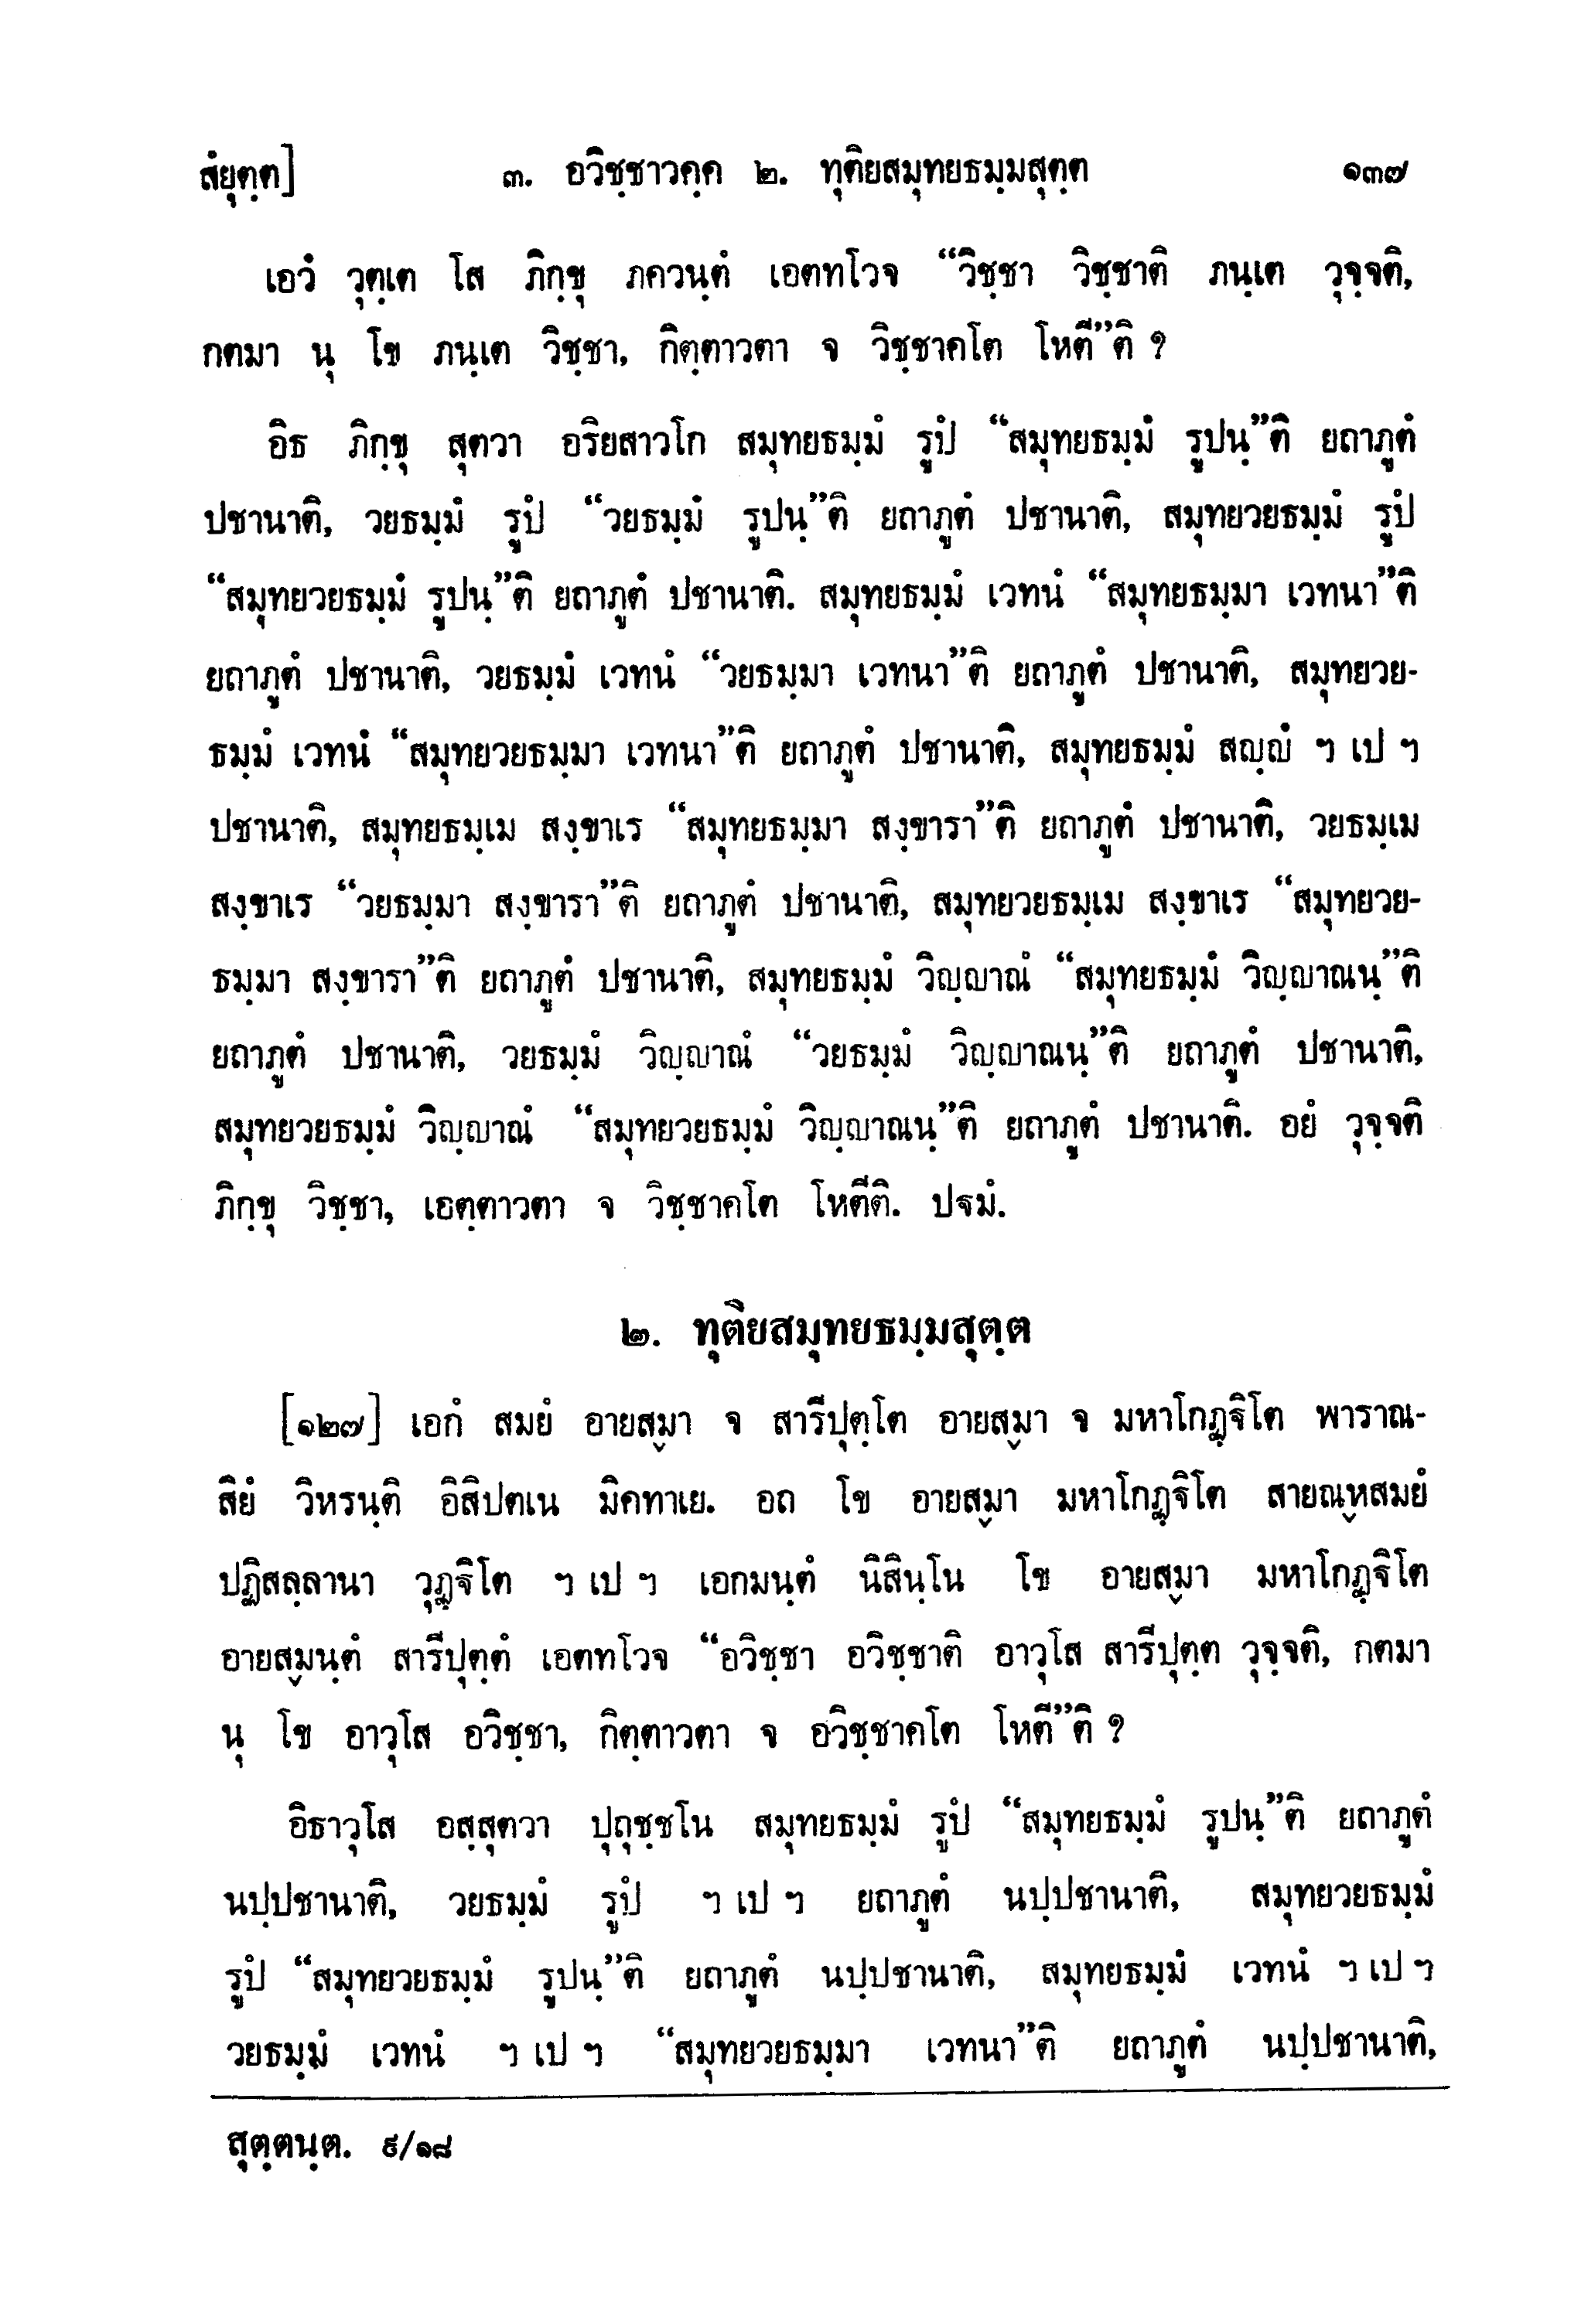 สํยุตฺต] ๓. อวิชฺชาวคฺค ๒. ทุติยสมุทยธมฺมสุตฺต ๑๓๗
เอวํ วุตฺเต โส ภิกฺขุ ภควนฺตํ เอตทโวจ “วิชฺชา วิชฺชาติ ภนฺเต วุจฺจติ,
กตมา นุ โข ภนฺเต วิชฺชา, กิตฺตาวตา จ วิชฺชาคโต โหตี”ติ ?
อิธ ภิกฺขุ สุตวา อริยสาวโก สมุทยธมฺมํ รูปํ “สมุทยธมฺมํ รูปนฺ”ติ ยถาภูตํ
ปชานาติ, วยธมฺมํ รูปํ “วยธมฺมํ รูปนฺ”ติ ยถาภูตํ ปชานาติ, สมุทยวยธมฺมํ รูปํ
“สมุทยวยธมฺมํ รูปนฺ”ติ ยถาภูตํ ปชานาติ. สมุทยธมฺมํ เวทนํ “สมุทยธมฺมา เวทนา”ติ
ยถาภูตํ ปชานาติ, วยธมฺมํ เวทนํ “วยธมฺมา เวทนา”ติ ยถาภูตํ ปชานาติ, สมุทยวย-
ธมฺมํ เวทนํ “สมุทยวยธมฺมา เวทนา”ติ ยถาภูตํ ปชานาติ, สมุทยธมฺมํ สญฺญํ ฯ เป ฯ
ปชานาติ, สมุทยธมฺเม สงฺขาเร “สมุทยธมฺมา สงฺขารา”ติ ยถาภูตํ ปชานาติ, วยธมฺเม
สงฺขาเร “วยธมฺมา สงฺขารา”ติ ยถาภูตํ ปชานาติ, สมุทยวยธมฺเม สงฺขาเร “สมุทยวย-
ธมฺมา สงฺขารา”ติ ยถาภูตํ ปชานาติ, สมุทยธมฺมํ วิญฺญาณํ “สมุทยธมฺมํ วิญฺญาณนฺ”ติ
ยถาภูตํ ปชานาติ, วยธมฺมํ วิญฺญาณํ “วยธมฺมํ วิญฺญาณนฺ”ติ ยถาภูตํ ปชานาติ,
สมุทยวยธมฺมํ วิญฺญาณํ “สมุทยวยธมฺมํ วิญฺญาณนฺ”ติ ยถาภูตํ ปชานาติ. อยํ วุจฺจติ
ภิกฺขุ วิชฺชา, เอตฺตาวตา จ วิชฺชาคโต โหตีติ. ปฐมํ.
๒. ทุติยสมุทยธมฺมสุตฺต
[๑๒๗] เอกํ สมยํ อายสฺมา จ สารีปุตฺโต อายสฺมา จ มหาโกฏฺฐิโต พาราณ-
สิยํ วิหรนฺติ อิสิปตเน มิคทาเย. อถ โข อายสฺมา มหาโกฏฺฐิโต สายณฺหสมยํ
ปฏิสลฺลานา วุฏฺฐิโต ฯ เป ฯ เอกมนฺตํ นิสินฺโน โข อายสฺมา มหาโกฏฺฐิโต
อายสฺมนฺตํ สารีปุตฺตํ เอตทโวจ “อวิชฺชา อวิชฺชาติ อาวุโส สารีปุตฺต วุจฺจติ, กตมา
นุ โข อาวุโส อวิชฺชา, กิตฺตาวตา จ อวิชฺชาคโต โหตี”ติ ?
อิธาวุโส อสฺสุตวา ปุถุชฺชโน สมุทยธมฺมํ รูปํ “สมุทยธมฺมํ รูปนฺ”ติ ยถาภูตํ
นปฺปชานาติ, วยธมฺมํ รูปํ ฯ เป ฯ ยถาภูตํ นปฺปชานาติ, สมุทยวยธมฺมํ
รูปํ “สมุทยวยธมฺมํ รูปนฺ”ติ ยถาภูตํ นปฺปชานาติ, สมุทยธมฺมํ เวทนํ ฯ เป ฯ
วยธมฺมํ เวทนํ ฯ เป ฯ “สมุทยวยธมฺมา เวทนา”ติ ยถาภูตํ นปฺปชานาติ,
สุตฺตนฺต. ๙/๑๘